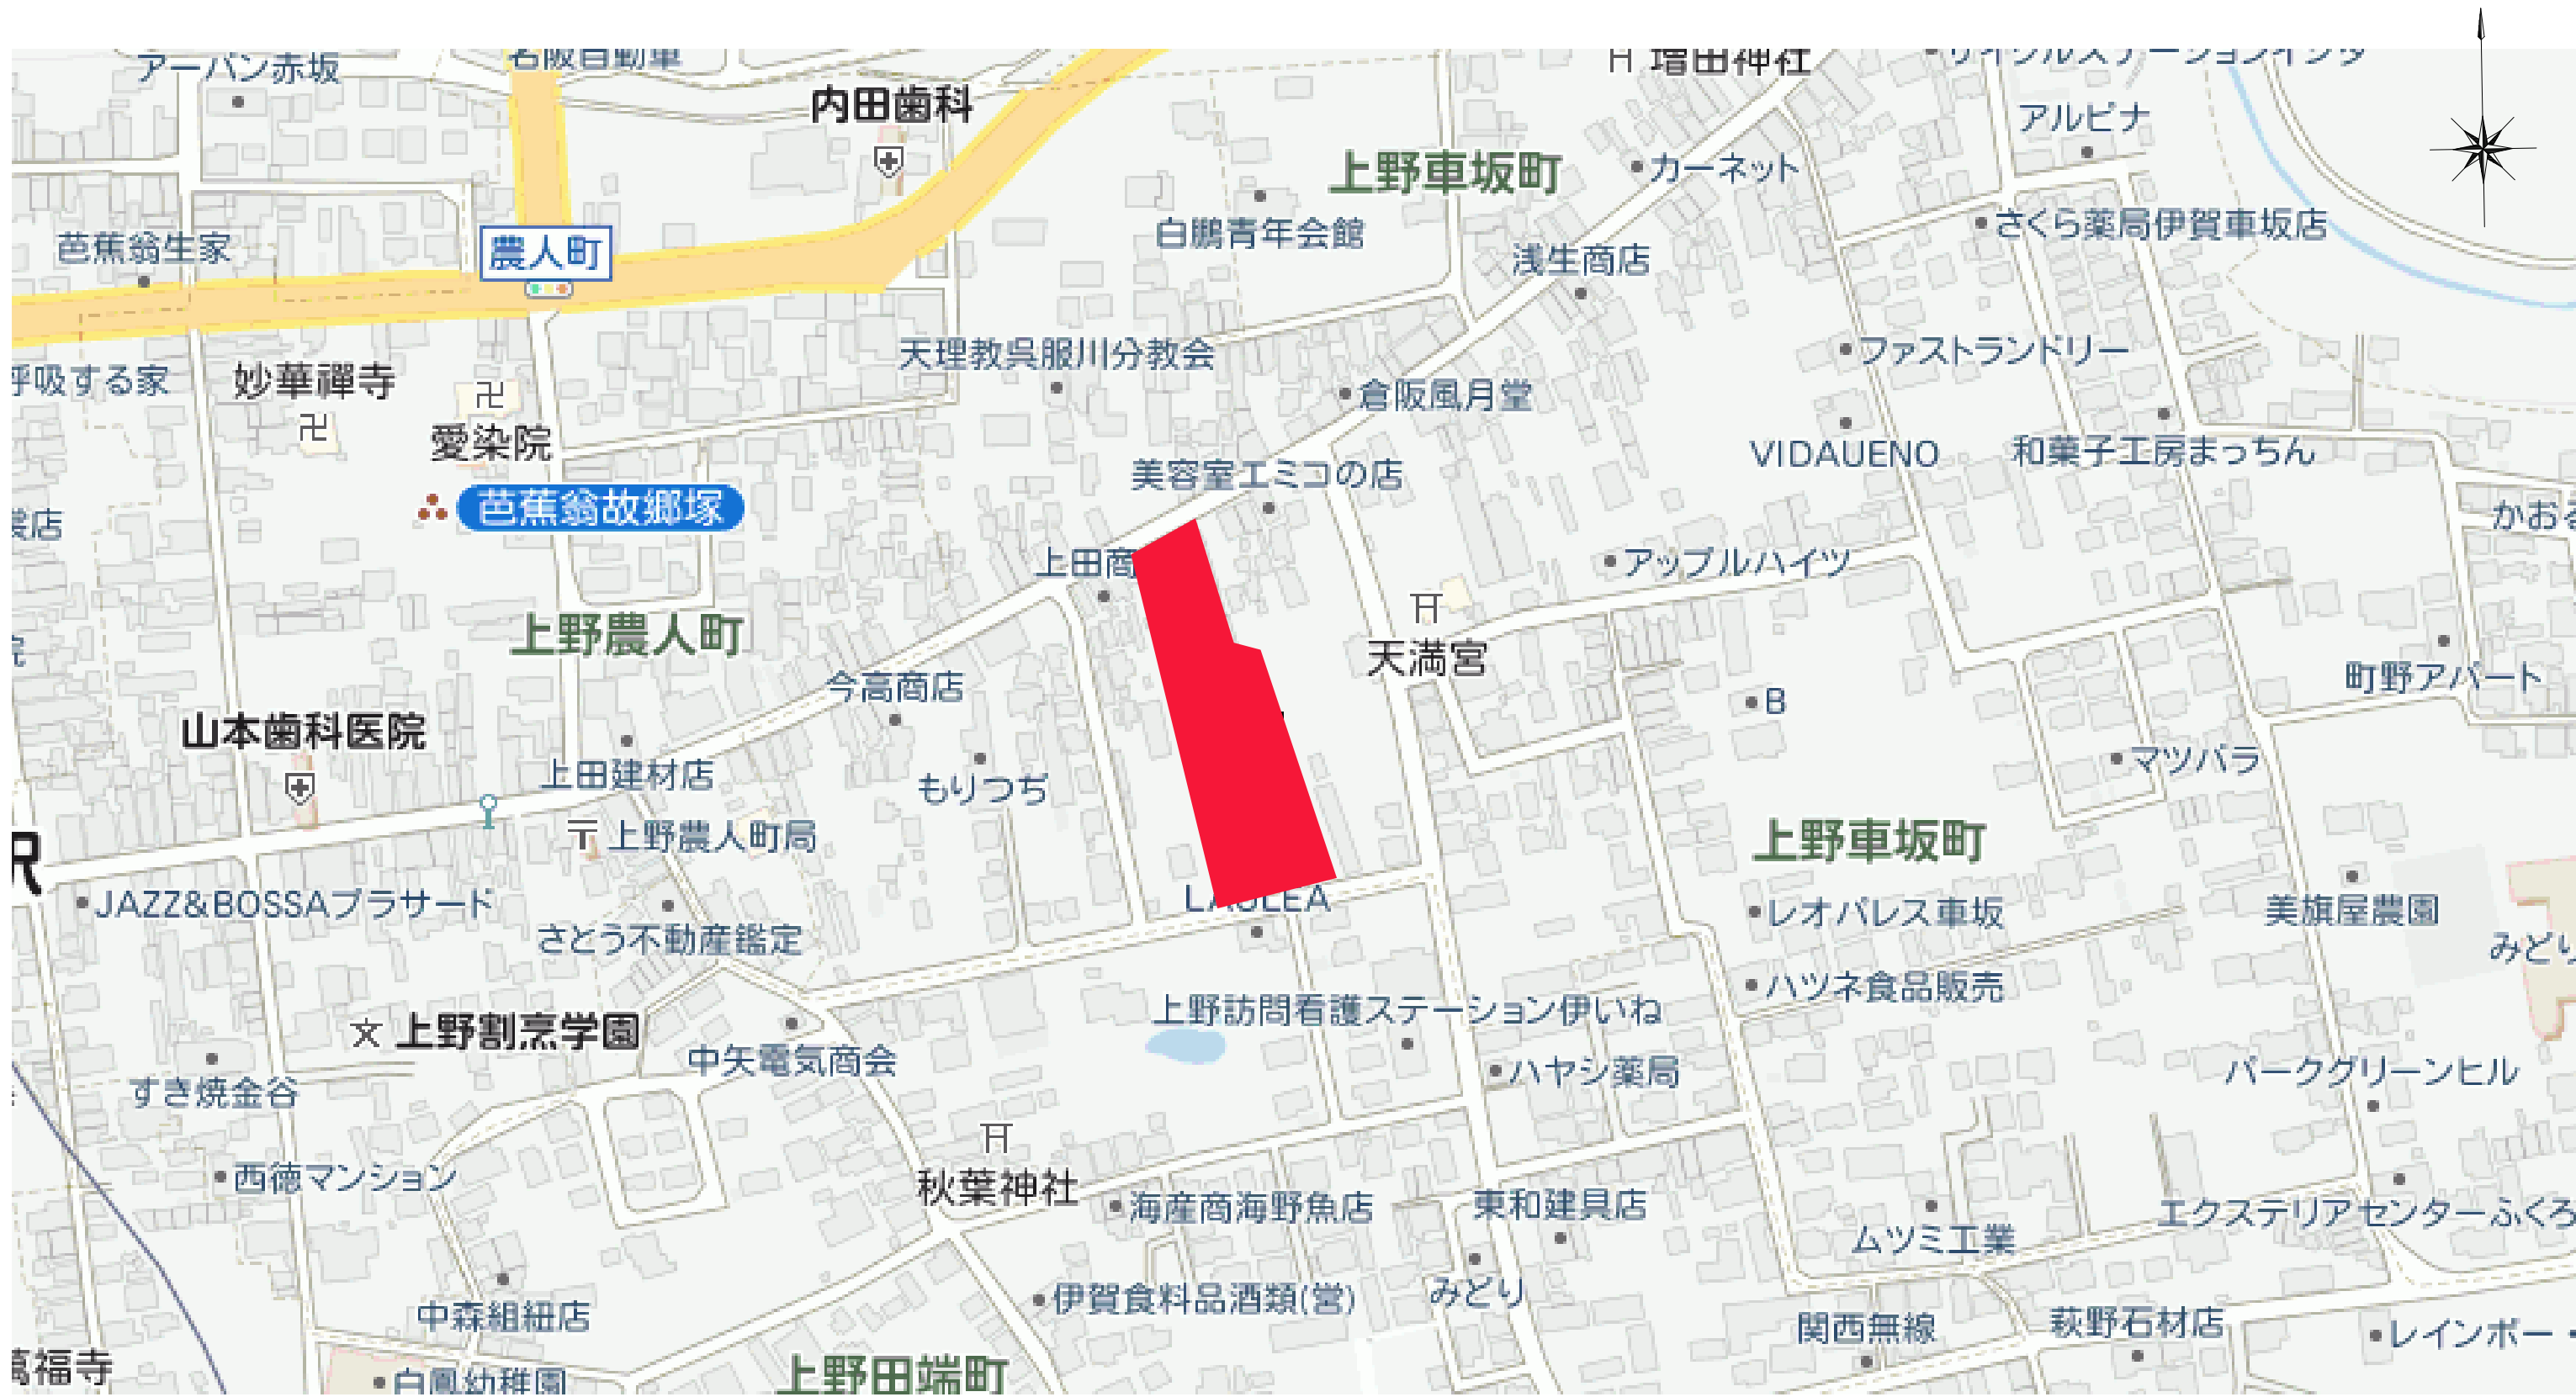 アーバン赤坂
名阪自動車
増田神社
内田歯科
アルビナ
上野車坂町
カーネット
芭蕉翁生家
農人町
白鵬青年会館
浅生商店
さくら薬局伊賀車坂店
呼吸する家
妙華禪寺
天理教呉服川分教会
ファストランドリー
倉阪風月堂
愛染院
美容室エミコの店
VIDAUENO
和菓子工房まっちん
芭蕉翁故郷塚
かおる
上田商
アップルハイツ
上野農人町
天満宮
今高商店
B
町野アパート
山本歯科医院
上田建材店
もりつぢ
マツバラ
上野農人町局
上野車坂町
JAZZ&BOSSAブラサード
さとう不動産鑑定
LAULEA
レオパレス車坂
美旗屋農園
みどり
ハツネ食品販売
上野訪問看護ステーション伊いね
上野割烹学園
中矢電気商会
ハヤシ薬局
パークグリーンヒル
すき焼金谷
西徳マンション
秋葉神社
海産商海野魚店
東和建具店
ムツミ工業
エクステリアセンターふくろ
中森組紐店
伊賀食料品酒類(営)
みどり
関西無線
萩野石材店
レインボー・
萬福寺
白鳳幼稚園
上野田端町